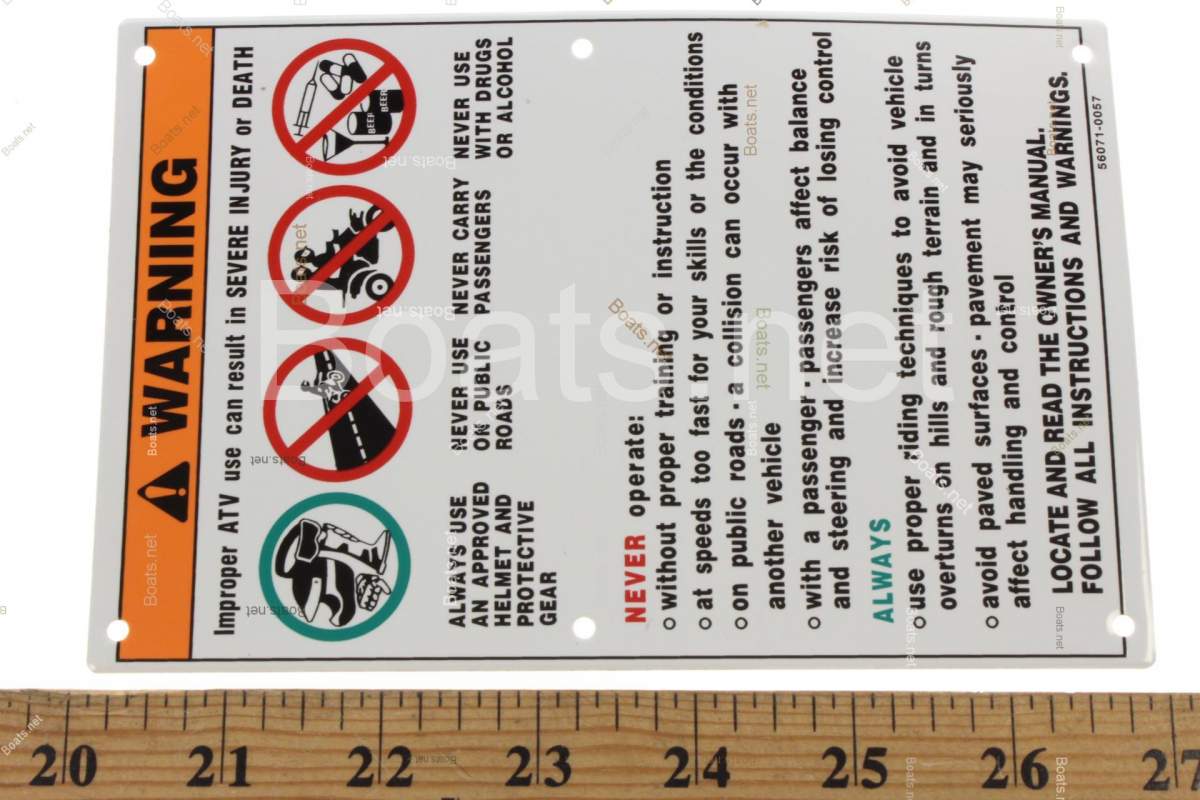 WARNING
Improper ATV use can result in SEVERE INJURY or DEATH
BEER
BEER
ALWAYS USE
AN APPROVED
HELMET AND
PROTECTIVE
GEAR
NEVER USE
ON PUBLIC
ROADS
NEVER CARRY
PASSENGERS
NEVER USE
WITH DRUGS
OR ALCOHOL
NEVER operate:
o without proper training or instruction
o at speeds too fast for your skills or the conditions
o on public roads - a collision can occur with
another vehicle
o with a passenger - passengers affect balance
and steering and increase risk of losing control
ALWAYS
o use proper riding techniques to avoid vehicle
overturns on hills and rough terrain and in turns
o avoid paved surfaces - pavement may seriously
affect handling and control
LOCATE AND READ THE OWNER'S MANUAL.
FOLLOW ALL INSTRUCTIONS AND WARNINGS.
56071-0057
Boats.net
20 21 22 23 24 25 26 27